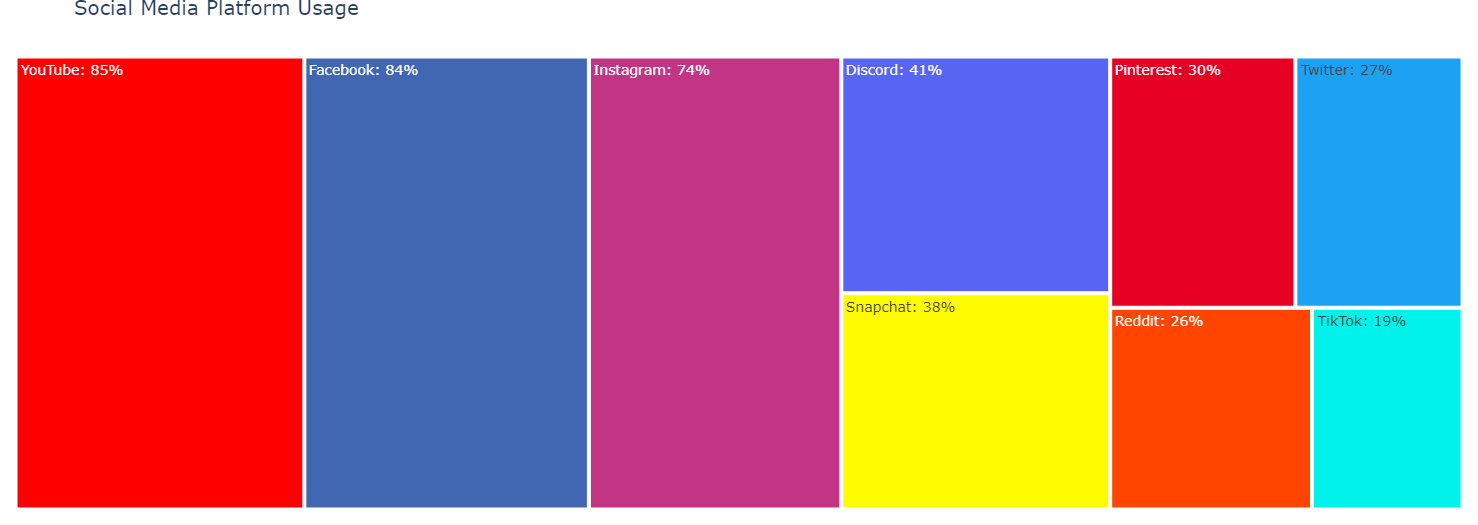 Social Media Platform Usage
YouTube: 85%
Facebook: 84%
Instagram: 74%
Discord: 41%
Pinterest: 30%
Twitter: 27%
Snapchat: 38%
Reddit: 26%
TikTok: 19%